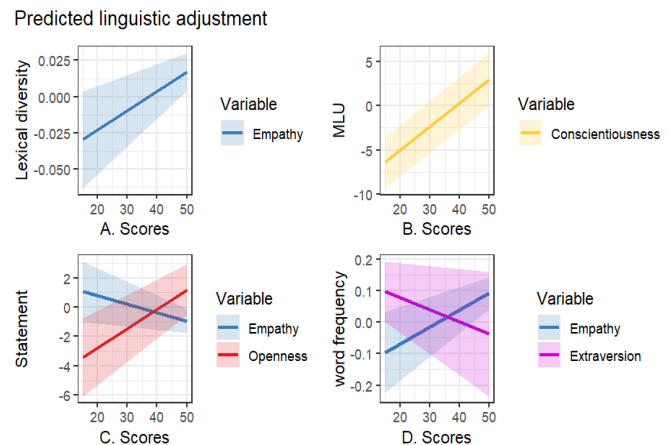 Predicted linguistic adjustment
Lexical diversity
0.025
0.000
-0.025
-0.050
20 30 40 50
A. Scores
Variable
Empathy
MLU
5
0
-5
-10
20 30 40 50
B. Scores
Variable
Conscientiousness
Statement
2
0
-2
-4
-6
20 30 40 50
C. Scores
Variable
Empathy
Openness
word frequency
0.2
0.1
0.0
-0.1
-0.2
20 30 40 50
D. Scores
Variable
Empathy
Extraversion